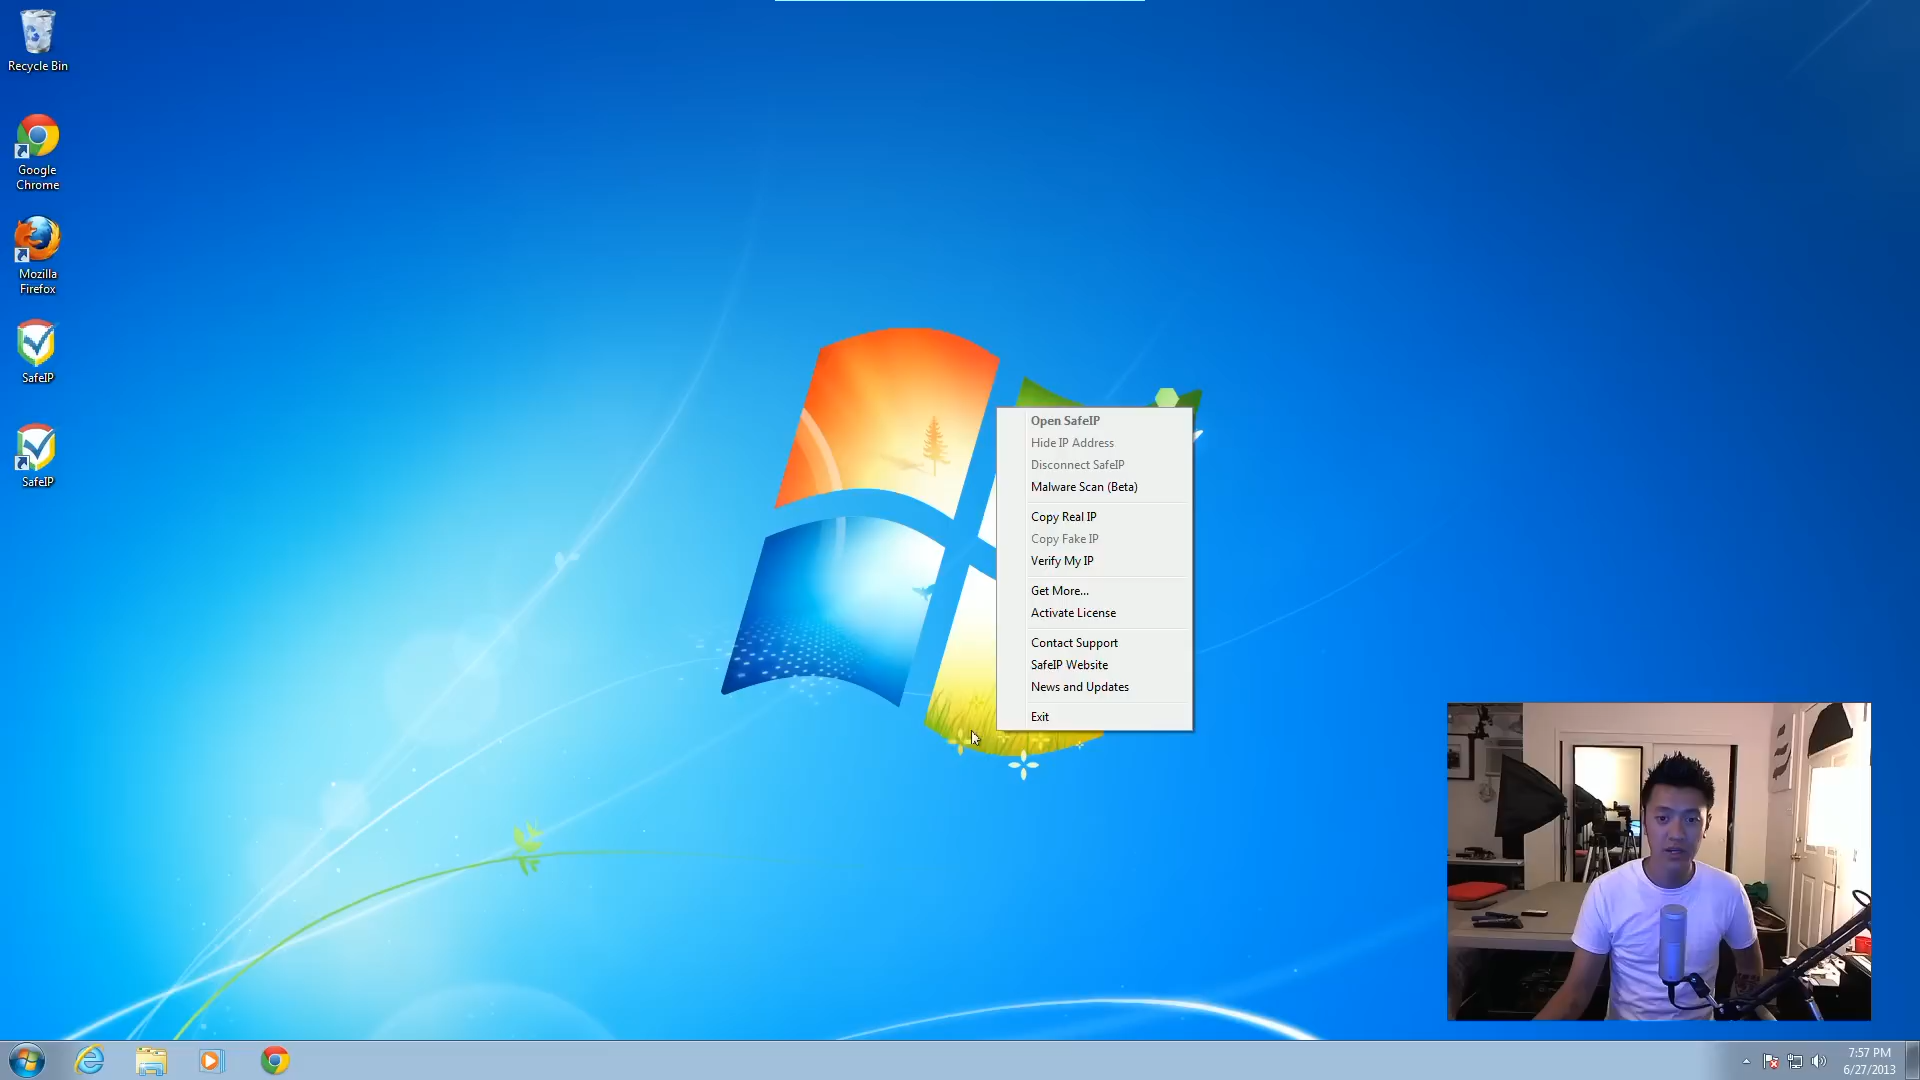 Recycle Bin
Google
Chrome
Mozilla
Firefox
SafeIP
SafeIP
Open SafeIP
Hide IP Address
Disconnect SafeIP
Malware Scan (Beta)
Copy Real IP
Copy Fake IP
Verify My IP
Get More...
Activate License
Contact Support
SafeIP Website
News and Updates
Exit
7:57 PM
6/27/2013